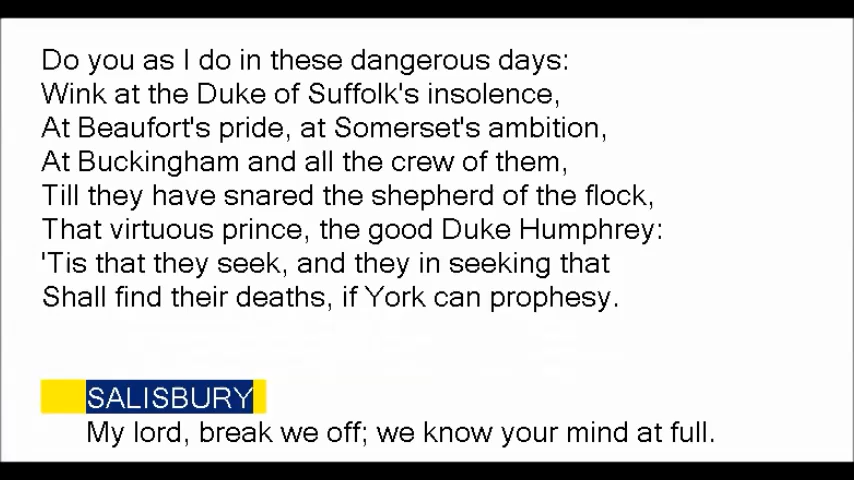 Do you as I do in these dangerous days:
Wink at the Duke of Suffolk's insolence,
At Beaufort's pride, at Somerset's ambition,
At Buckingham and all the crew of them,
Till they have snared the shepherd of the flock,
That virtuous prince, the good Duke Humphrey:
'Tis that they seek, and they in seeking that
Shall find their deaths, if York can prophesy.
SALISBURY
My lord, break we off; we know your mind at full.